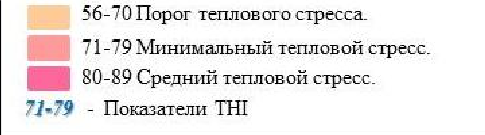 56-70 Порог теплового стресса.
71-79 Минимальный тепловой стресс.
80-89 Средний тепловой стресс.
71-79 - Показатели THI